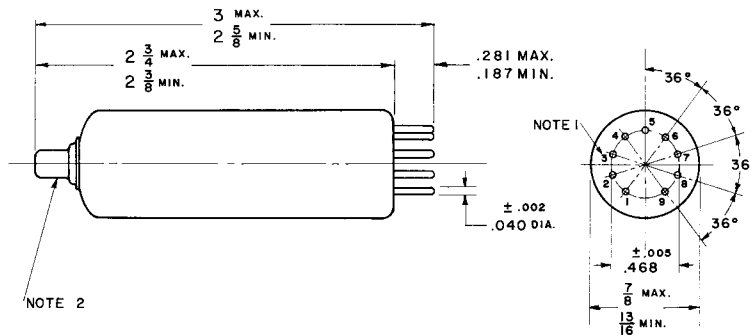 3 MAX.
2 5/8 MIN.
2 3/4 MAX.
2 3/8 MIN.
.281 MAX.
.187 MIN.
36°
36°
36
36°
NOTE 1
5
4
6
3
7
2
8
1
9
± .002
.040 DIA.
± .005
.468
7/8 MAX.
13/16 MIN.
NOTE 2